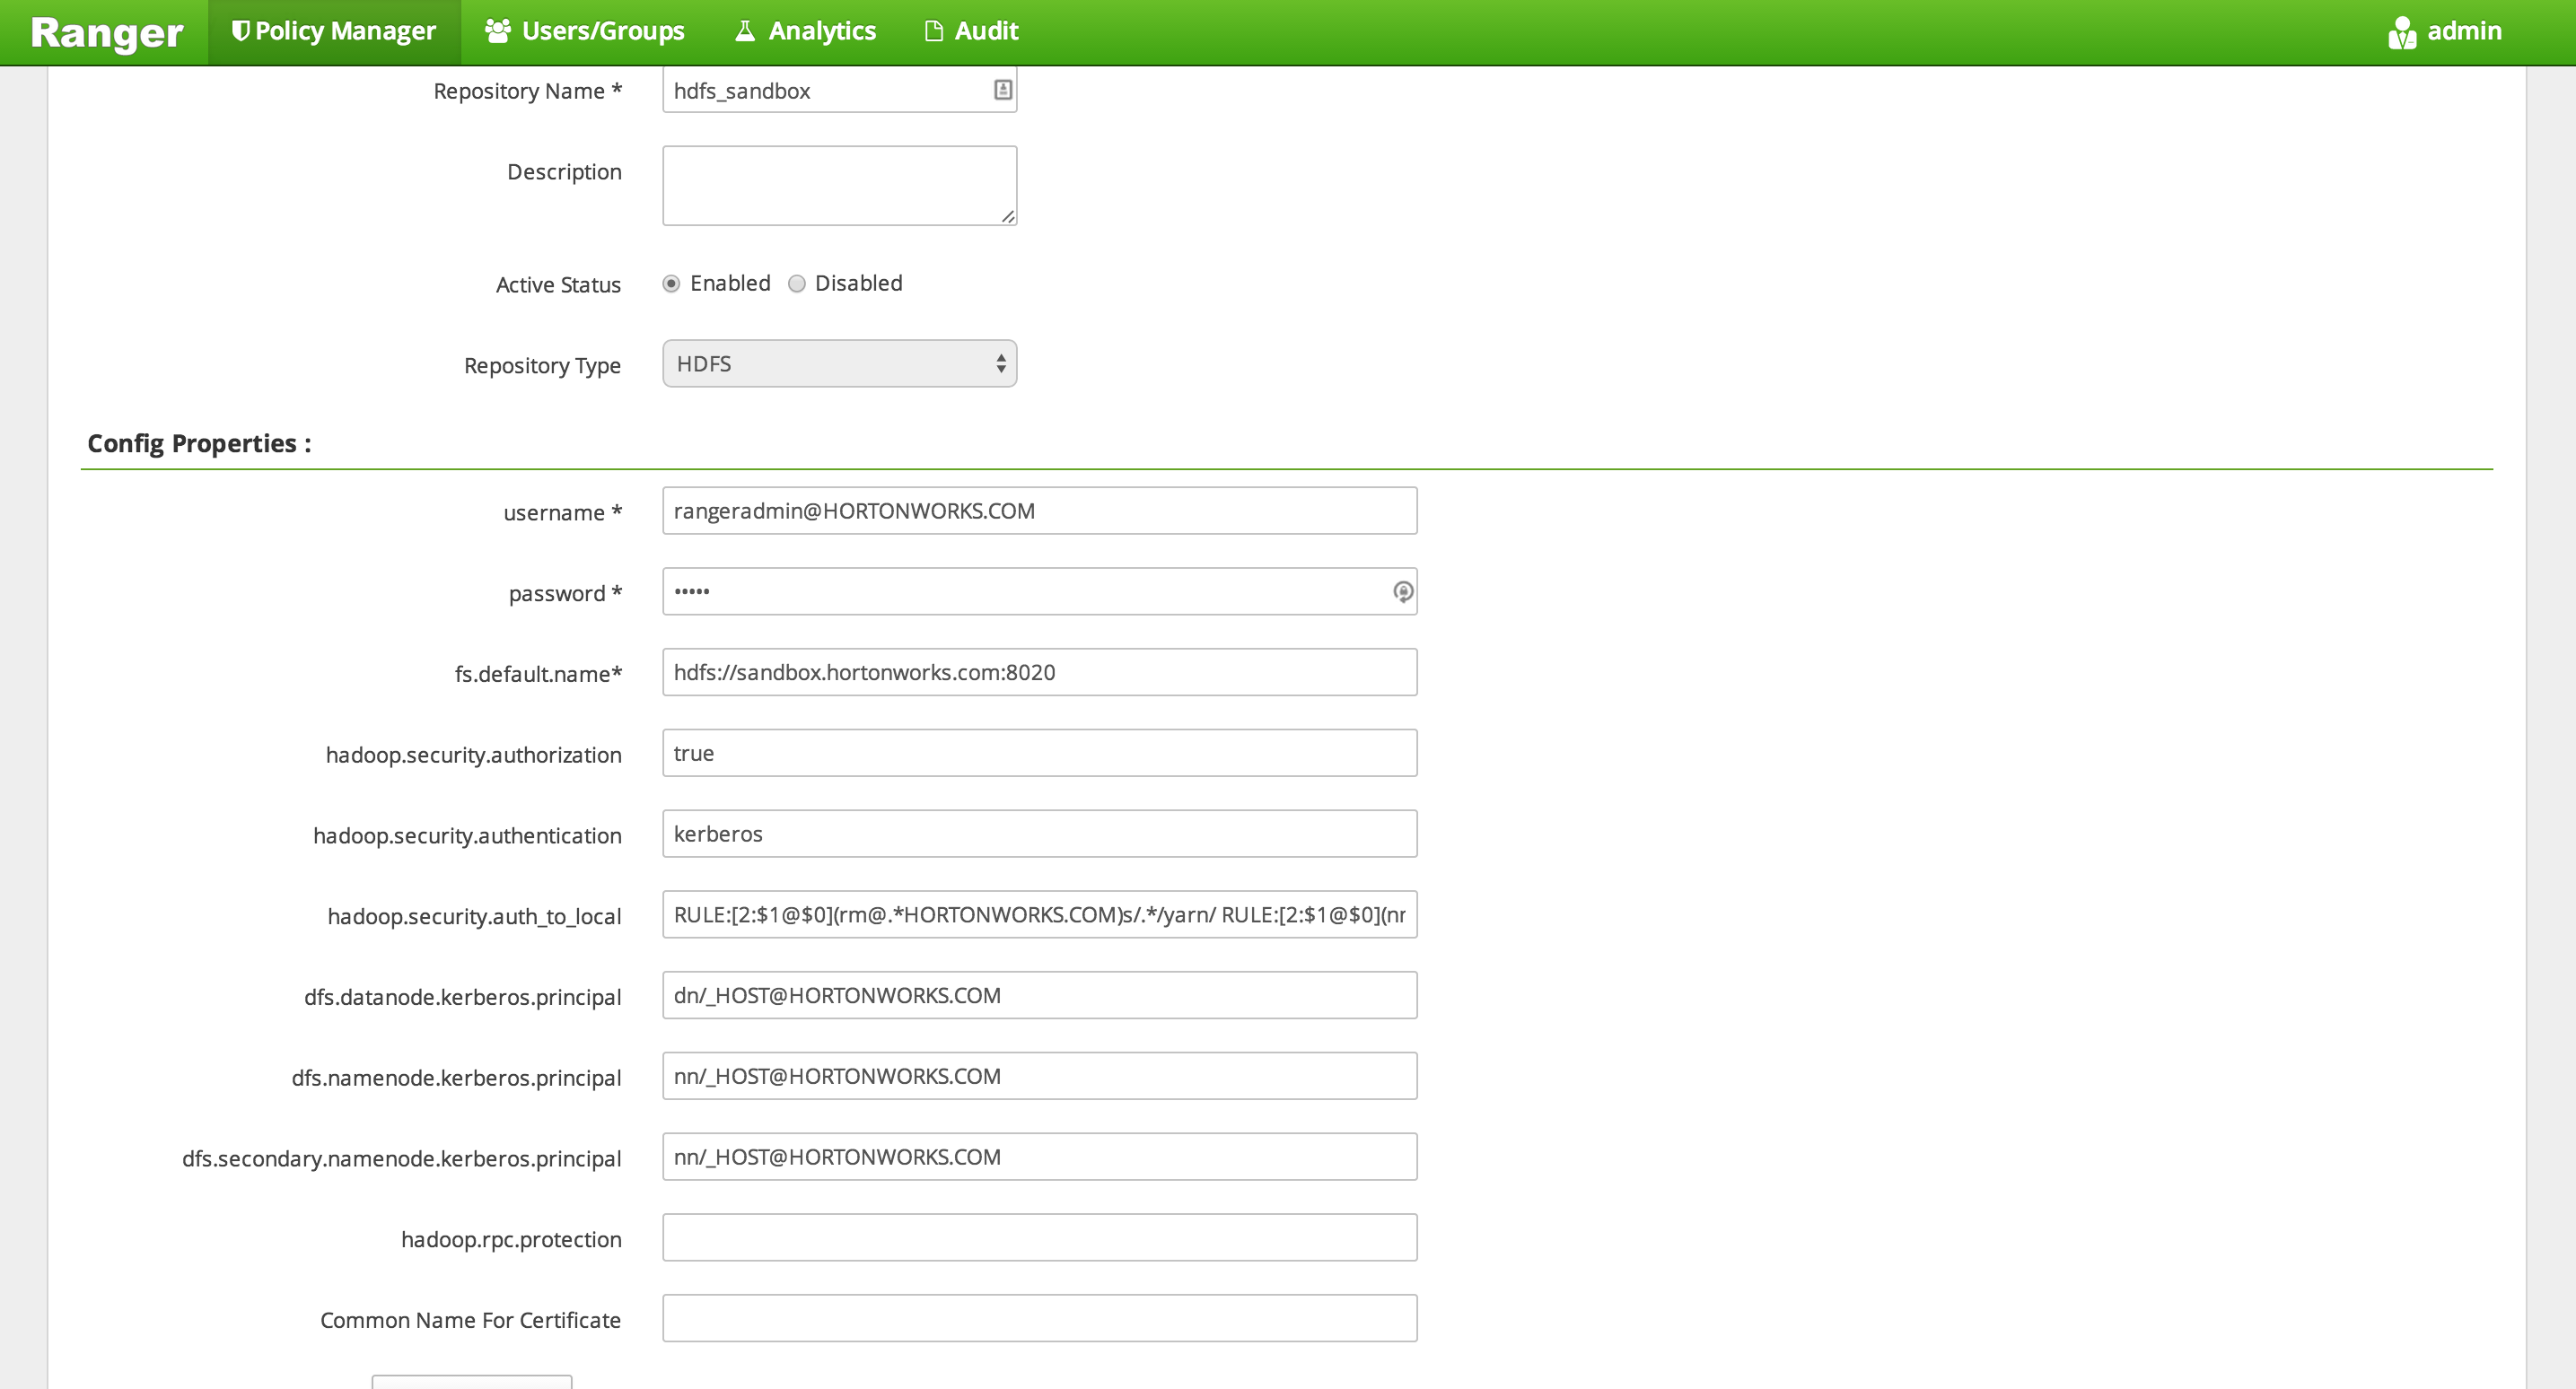 Ranger Policy Manager Users/Groups Analytics Audit admin
Repository Name * hdfs_sandbox
Description
Active Status Enabled Disabled
Repository Type HDFS
Config Properties :
username * rangeradmin@HORTONWORKS.COM
password * •••••
fs.default.name* hdfs://sandbox.hortonworks.com:8020
hadoop.security.authorization true
hadoop.security.authentication kerberos
hadoop.security.auth_to_local RULE:[2:$1@$0](rm@.*HORTONWORKS.COM)s/.*/yarn/ RULE:[2:$1@$0](
dfs.datanode.kerberos.principal dn/_HOST@HORTONWORKS.COM
dfs.namenode.kerberos.principal nn/_HOST@HORTONWORKS.COM
dfs.secondary.namenode.kerberos.principal nn/_HOST@HORTONWORKS.COM
hadoop.rpc.protection
Common Name For Certificate